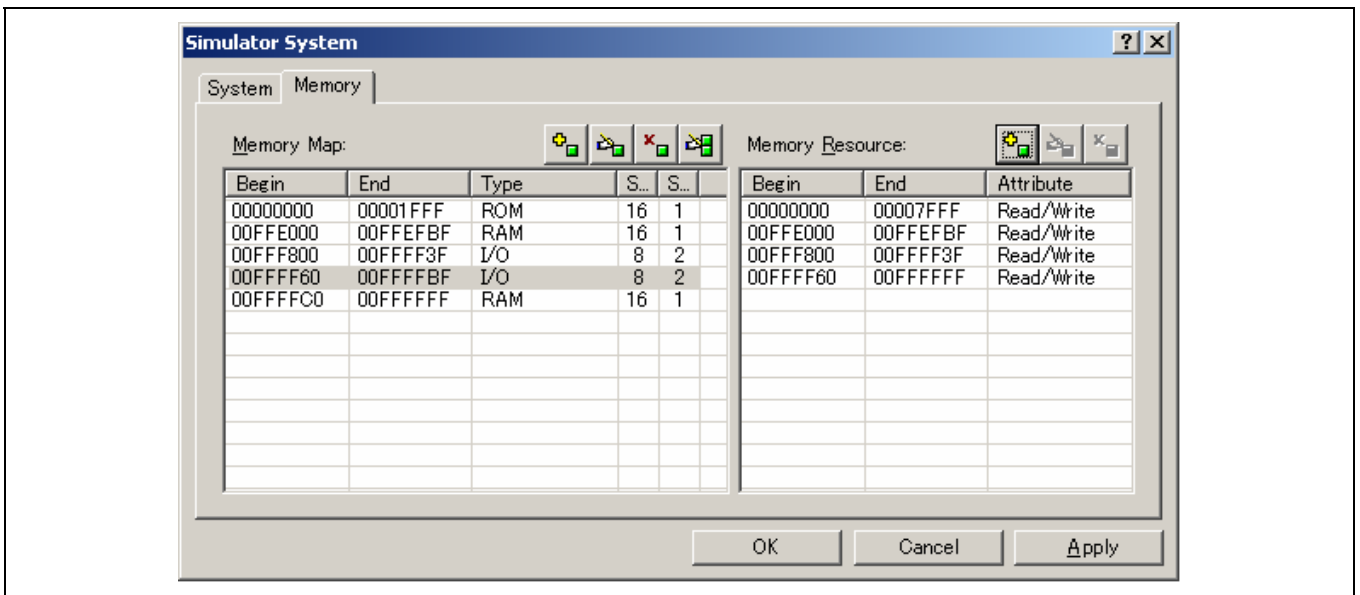 Simulator System
System Memory
Memory Map: Memory Resource:
Begin End Type S... S... Begin End Attribute
00000000 00001FFF ROM 16 1 00000000 00007FFF Read/Write
00FFE000 00FFEFBF RAM 16 1 00FFE000 00FFEFBF Read/Write
00FFF800 00FFFF3F I/O 8 2 00FFF800 00FFFF3F Read/Write
00FFFF60 00FFFFBF I/O 8 2 00FFFF60 00FFFFFF Read/Write
00FFFFC0 00FFFFFF RAM 16 1
OK Cancel Apply